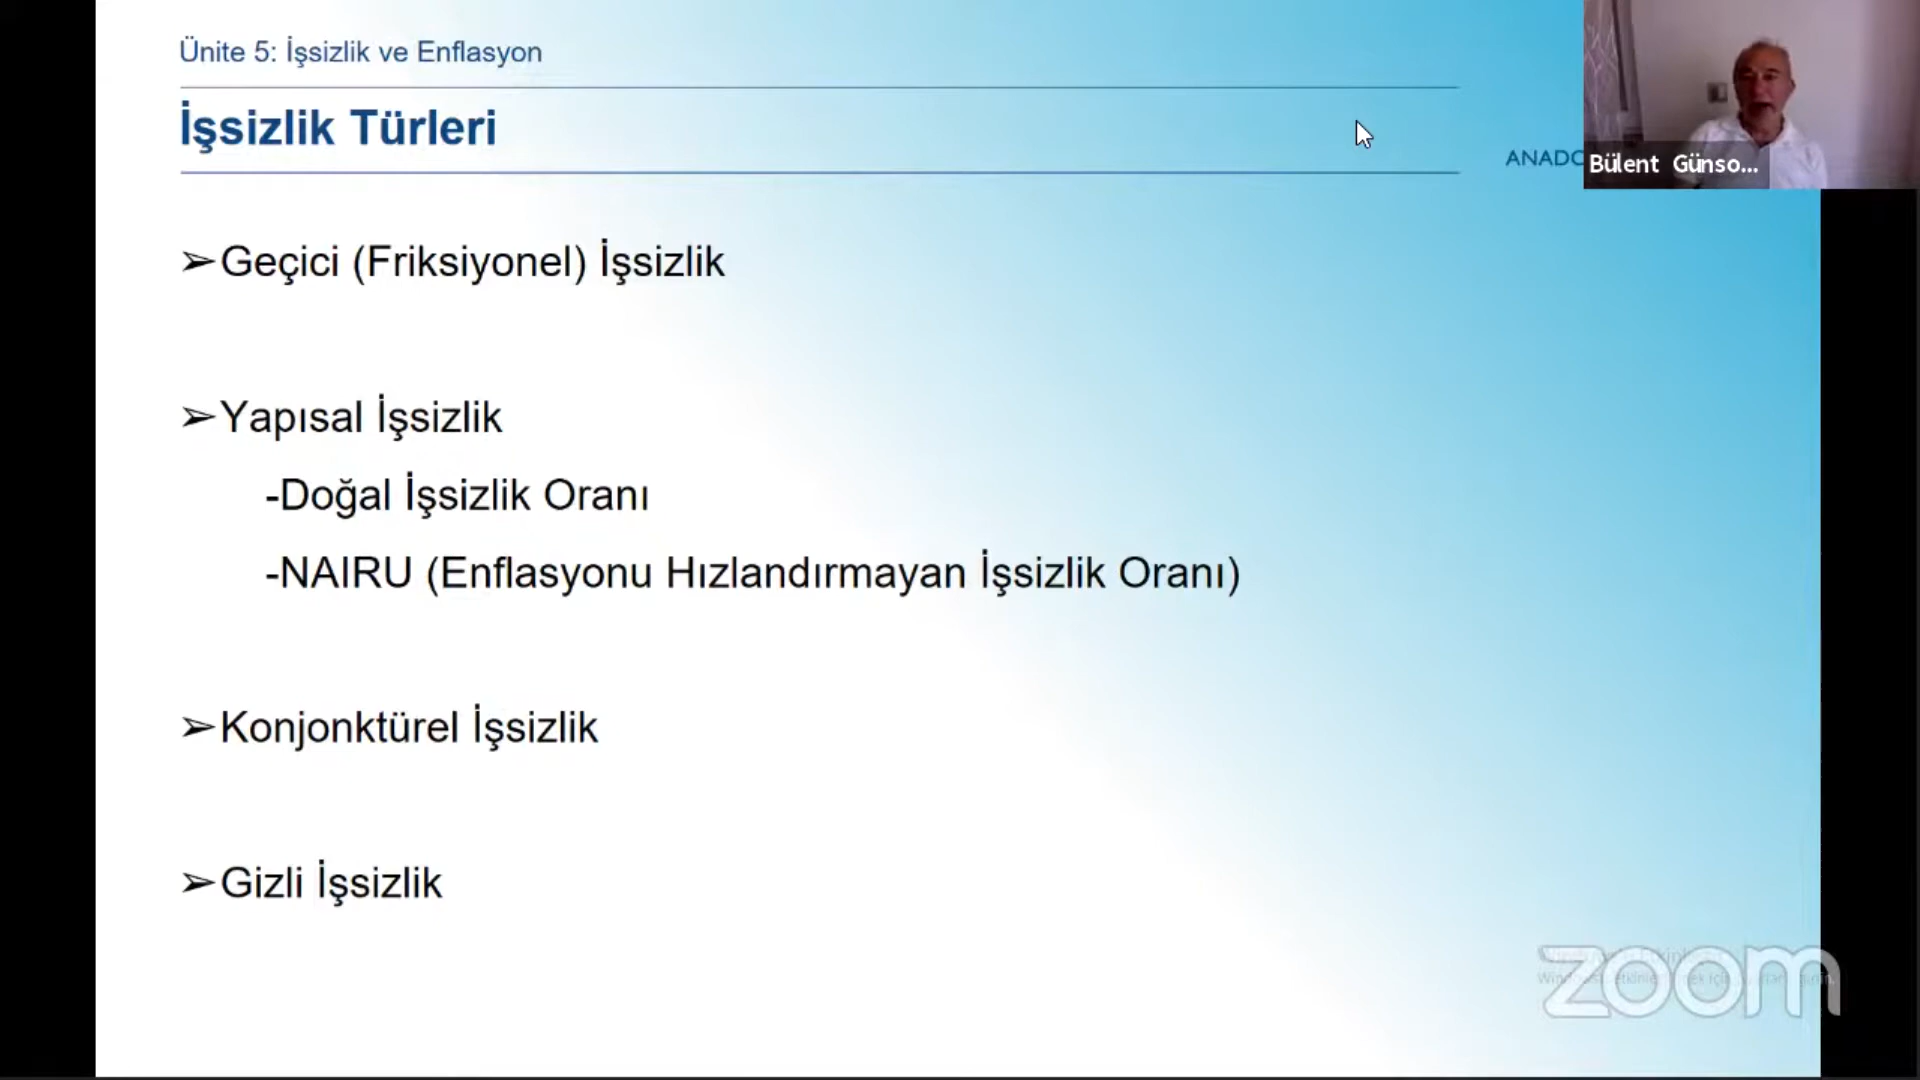 Ünite 5: İşsizlik ve Enflasyon
İşsizlik Türleri
ANADO
Bülent Günso...
➢Geçici (Friksiyonel) İşsizlik
➢Yapısal İşsizlik
-Doğal İşsizlik Oranı
-NAIRU (Enflasyonu Hızlandırmayan İşsizlik Oranı)
➢Konjonktürel İşsizlik
➢Gizli İşsizlik
zoom